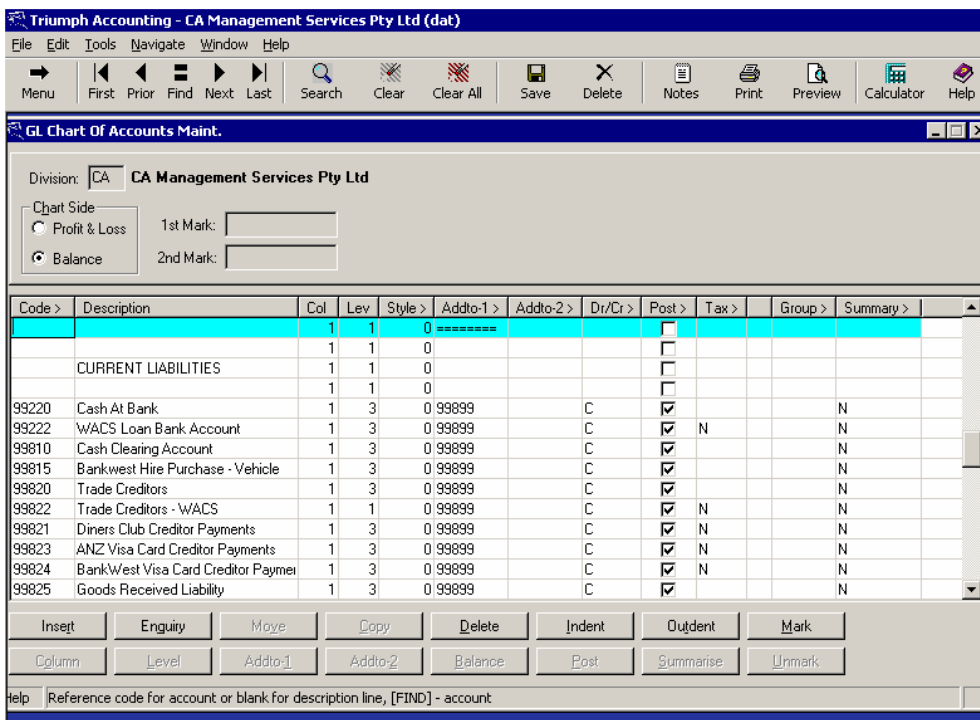 Triumph Accounting - CA Management Services Pty Ltd (dat)
File Edit Tools Navigate Window Help
Menu First Prior Find Next Last Search Clear Clear All Save Delete Notes Print Preview Calculator Help
GL Chart Of Accounts Maint.
Division: CA CA Management Services Pty Ltd
Chart Side
Profit & Loss 1st Mark:
Balance 2nd Mark:
Code > Description Col Lev Style > Addto-1 > Addto-2 > Dr/Cr > Post > Tax > Group > Summary >
1 1 0 ========
1 1 0
CURRENT LIABILITIES 1 1 0
1 1 0
99220 Cash At Bank 1 3 0 99899 C N
99222 WACS Loan Bank Account 1 3 0 99899 C N N
99810 Cash Clearing Account 1 3 0 99899 C N
99815 Bankwest Hire Purchase - Vehicle 1 3 0 99899 C N
99820 Trade Creditors 1 3 0 99899 C N
99822 Trade Creditors - WACS 1 1 0 99899 C N N
99821 Diners Club Creditor Payments 1 3 0 99899 C N N
99823 ANZ Visa Card Creditor Payments 1 3 0 99899 C N N
99824 BankWest Visa Card Creditor Paymer 1 3 0 99899 C N N
99825 Goods Received Liability 1 3 0 99899 C N
Insert Enquiry Move Copy Delete Indent Outdent Mark
Column Level Addto-1 Addto-2 Balance Post Summarise Unmark
Help Reference code for account or blank for description line, [FIND] - account